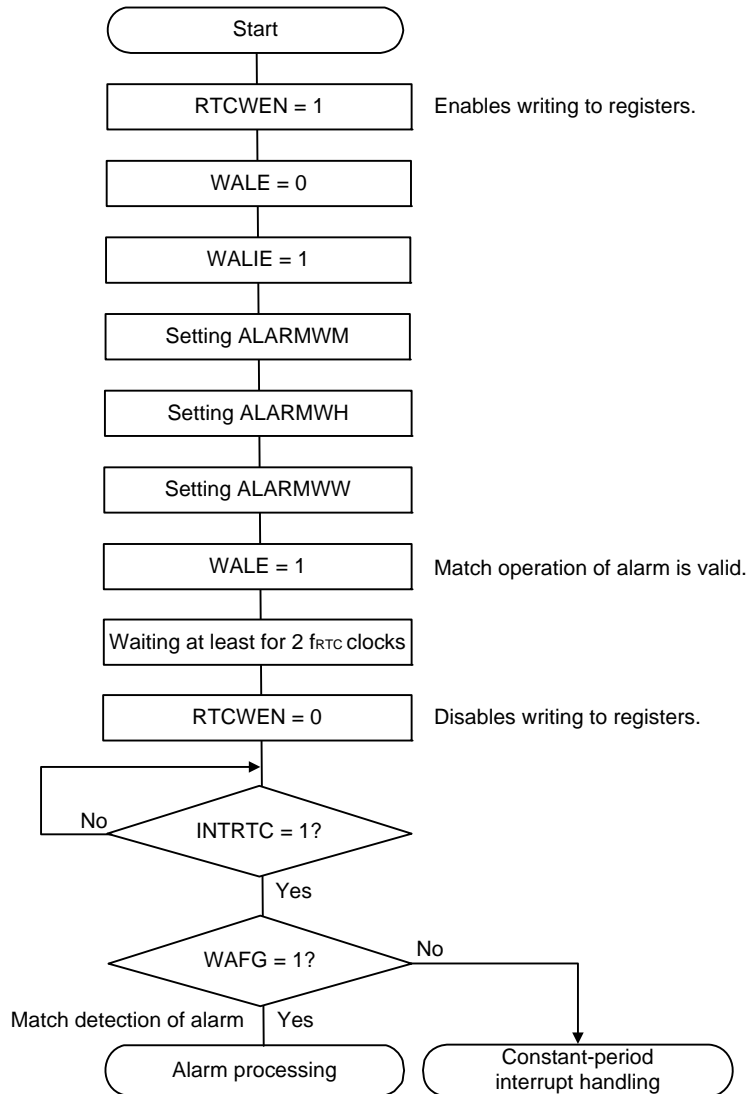 Start
RTCWEN = 1
Enables writing to registers.
WALE = 0
WALIE = 1
Setting ALARMWM
Setting ALARMWH
Setting ALARMWW
WALE = 1
Match operation of alarm is valid.
Waiting at least for 2 fRTC clocks
RTCWEN = 0
Disables writing to registers.
No
INTRTC = 1?
Yes
WAFG = 1?
No
Match detection of alarm
Yes
Alarm processing
Constant-period
interrupt handling